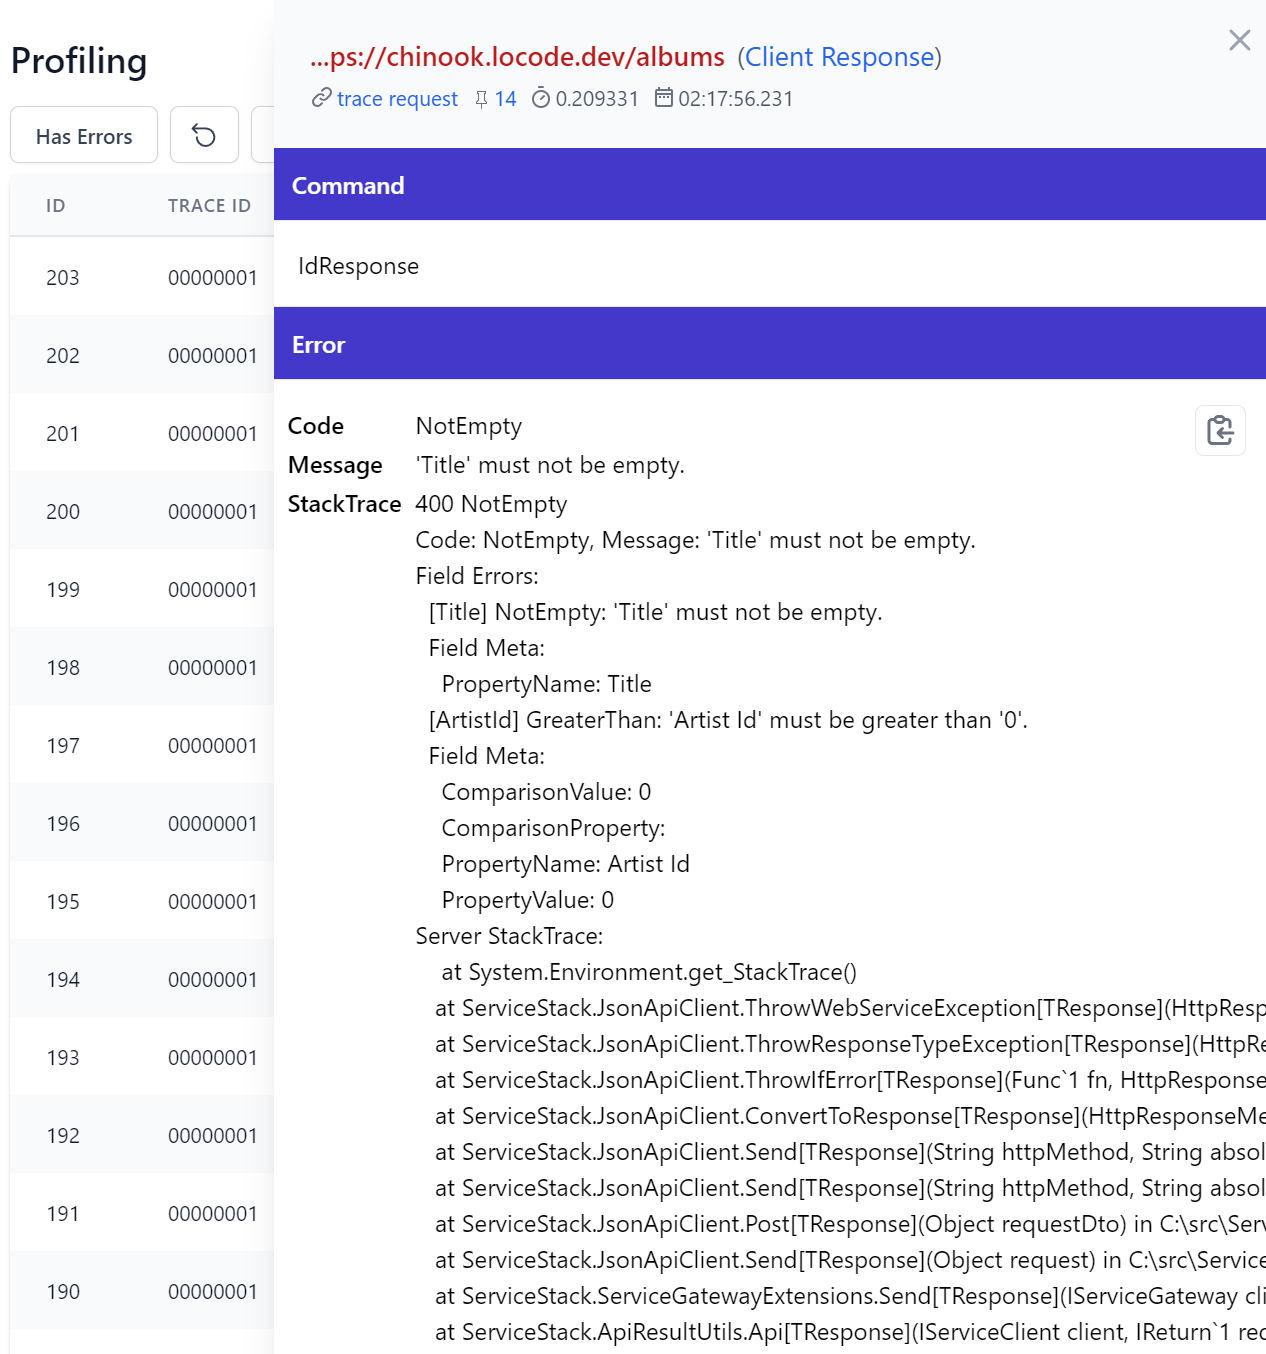 Profiling
Has Errors
ID TRACE ID
203 00000001
202 00000001
201 00000001
200 00000001
199 00000001
198 00000001
197 00000001
196 00000001
195 00000001
194 00000001
193 00000001
192 00000001
191 00000001
190 00000001
...ps://chinook.locode.dev/albums (Client Response)
trace request 14 0.209331 02:17:56.231
Command
IdResponse
Error
Code NotEmpty
Message 'Title' must not be empty.
StackTrace 400 NotEmpty
Code: NotEmpty, Message: 'Title' must not be empty.
Field Errors:
[Title] NotEmpty: 'Title' must not be empty.
Field Meta:
PropertyName: Title
[ArtistId] GreaterThan: 'Artist Id' must be greater than '0'.
Field Meta:
ComparisonValue: 0
ComparisonProperty:
PropertyName: Artist Id
PropertyValue: 0
Server StackTrace:
at System.Environment.get_StackTrace()
at ServiceStack.JsonApiClient.ThrowWebServiceException[TResponse](HttpResp
at ServiceStack.JsonApiClient.ThrowResponseTypeException[TResponse](HttpRe
at ServiceStack.JsonApiClient.ThrowIfError[TResponse](Func`1 fn, HttpResponse
at ServiceStack.JsonApiClient.ConvertToResponse[TResponse](HttpResponseMe
at ServiceStack.JsonApiClient.Send[TResponse](String httpMethod, String absol
at ServiceStack.JsonApiClient.Send[TResponse](String httpMethod, String absol
at ServiceStack.JsonApiClient.Post[TResponse](Object requestDto) in C:\src\Serv
at ServiceStack.JsonApiClient.Send[TResponse](Object request) in C:\src\Service
at ServiceStack.ServiceGatewayExtensions.Send[TResponse](IServiceGateway cli
at ServiceStack.ApiResultUtils.Api[TResponse](IServiceClient client, IReturn`1 req